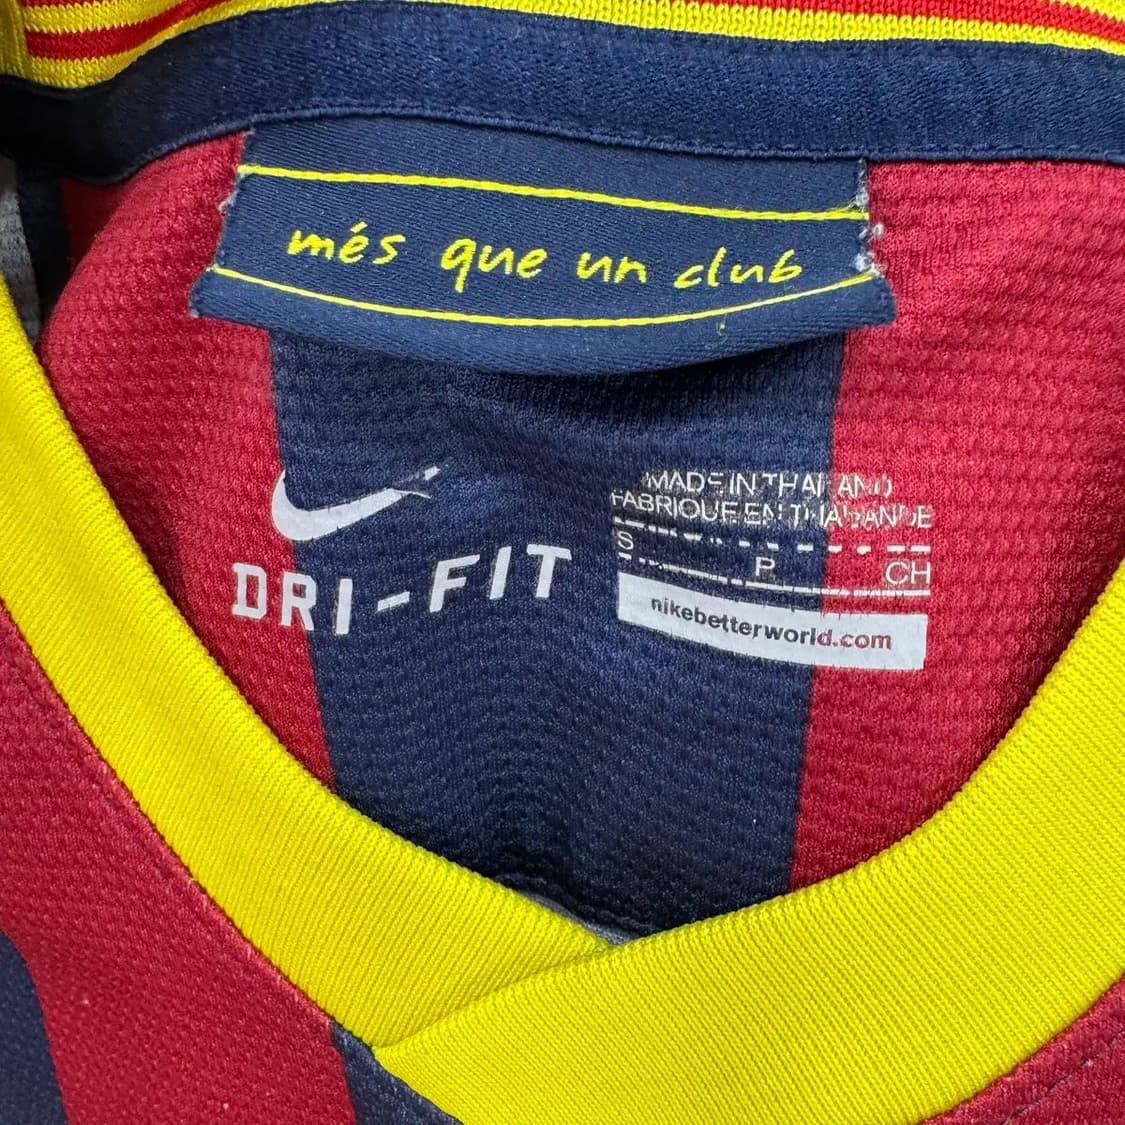 més que un club
DRI-FIT
MADE IN THAILAND
FABRIQUE EN THAILANDE
S P CH
nikebetterworld.com